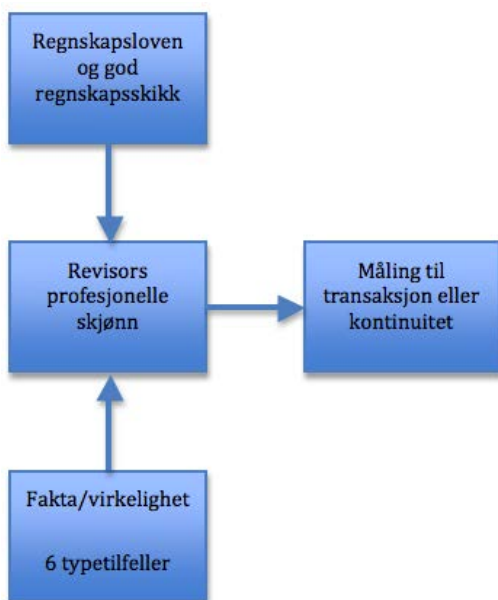 Regnskapsloven
og god
regnskapsskikk
Revisors
profesjonelle
skjønn
Måling til
transaksjon eller
kontinuitet
Fakta/virkelighet
6 typetilfeller